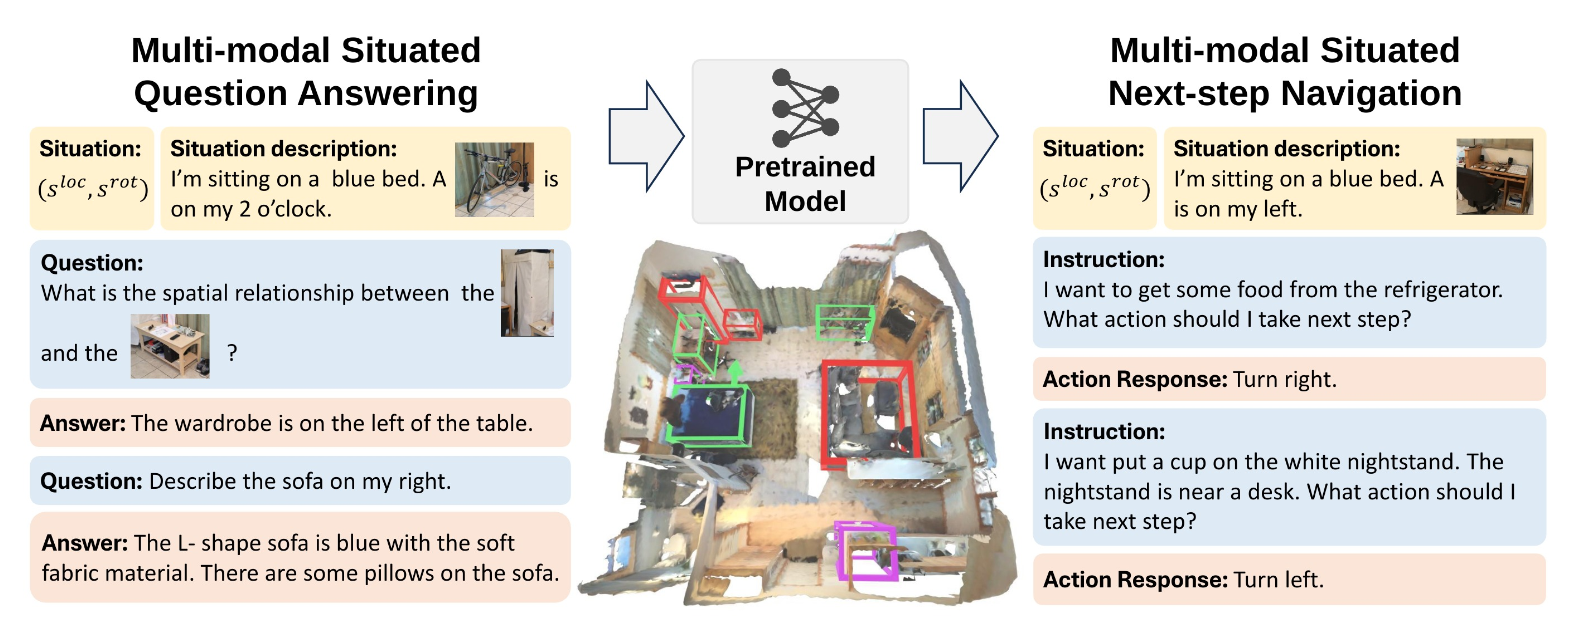 Multi-modal Situated
Question Answering
Situation:
(s^loc, s^rot)
Situation description:
I'm sitting on a blue bed. A is
on my 2 o'clock.
Question:
What is the spatial relationship between the
and the ?
Answer: The wardrobe is on the left of the table.
Question: Describe the sofa on my right.
Answer: The L- shape sofa is blue with the soft
fabric material. There are some pillows on the sofa.
Pretrained
Model
Multi-modal Situated
Next-step Navigation
Situation:
(s^loc, s^rot)
Situation description:
I'm sitting on a blue bed. A
is on my left.
Instruction:
I want to get some food from the refrigerator.
What action should I take next step?
Action Response: Turn right.
Instruction:
I want put a cup on the white nightstand. The
nightstand is near a desk. What action should I
take next step?
Action Response: Turn left.